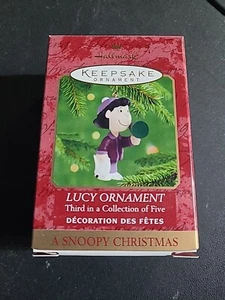 Hallmark
KEEPSAKE
ORNAMENT
LUCY ORNAMENT
Third in a Collection of Five
DÉCORATION DES FÊTES
A SNOOPY CHRISTMAS